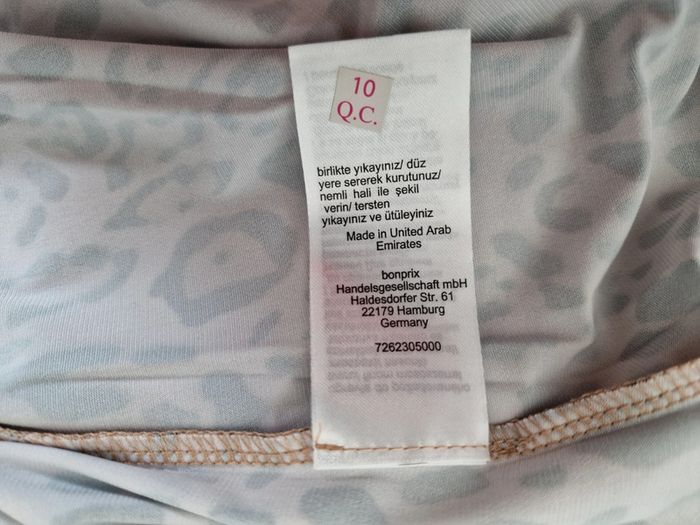 10
Q.C.
birlikte yıkayınız/ düz
yere sererek kurutunuz/
nemli hali ile şekil
verin/ tersten
yıkayınız ve ütüleyiniz
Made in United Arab
Emirates
bonprix
Handelsgesellschaft mbH
Haldesdorfer Str. 61
22179 Hamburg
Germany
7262305000